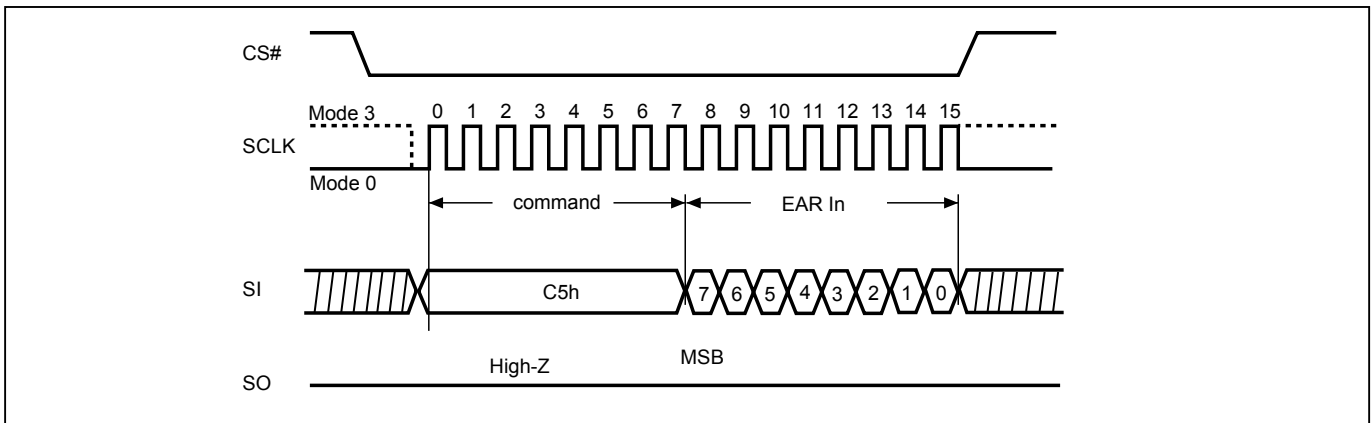 CS#
Mode 3
0 1 2 3 4 5 6 7 8 9 10 11 12 13 14 15
SCLK
Mode 0
command EAR In
SI C5h 7 6 5 4 3 2 1 0
High-Z MSB
SO